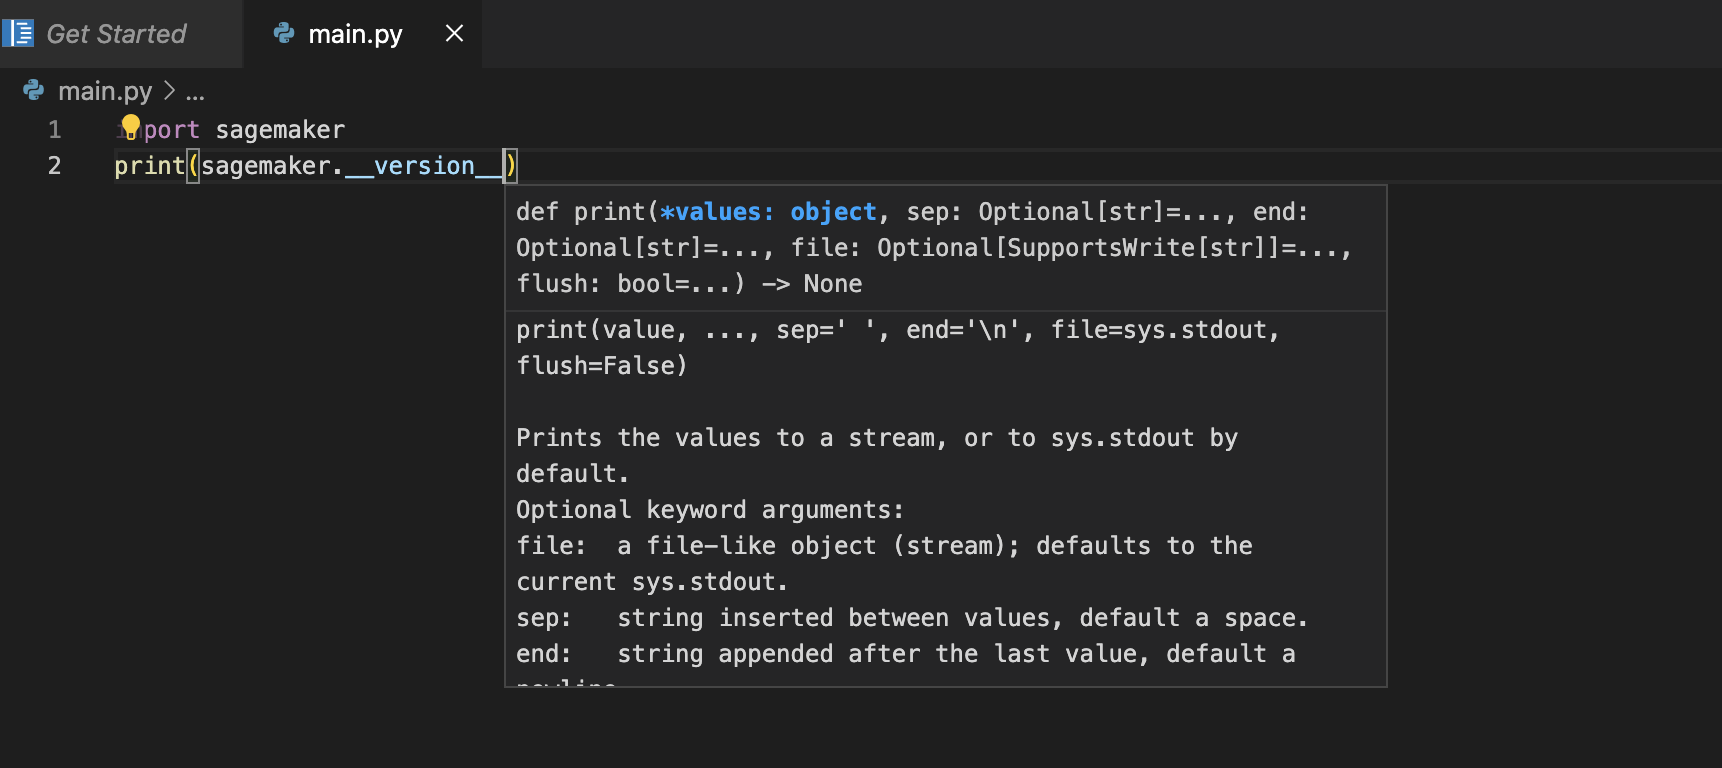 Get Started
main.py
main.py > ...
1 import sagemaker
2 print(sagemaker.__version__)
def print(*values: object, sep: Optional[str]=..., end:
Optional[str]=..., file: Optional[SupportsWrite[str]]=...,
flush: bool=...) -> None
print(value, ..., sep=' ', end='\n', file=sys.stdout,
flush=False)
Prints the values to a stream, or to sys.stdout by
default.
Optional keyword arguments:
file:  a file-like object (stream); defaults to the
current sys.stdout.
sep:   string inserted between values, default a space.
end:   string appended after the last value, default a